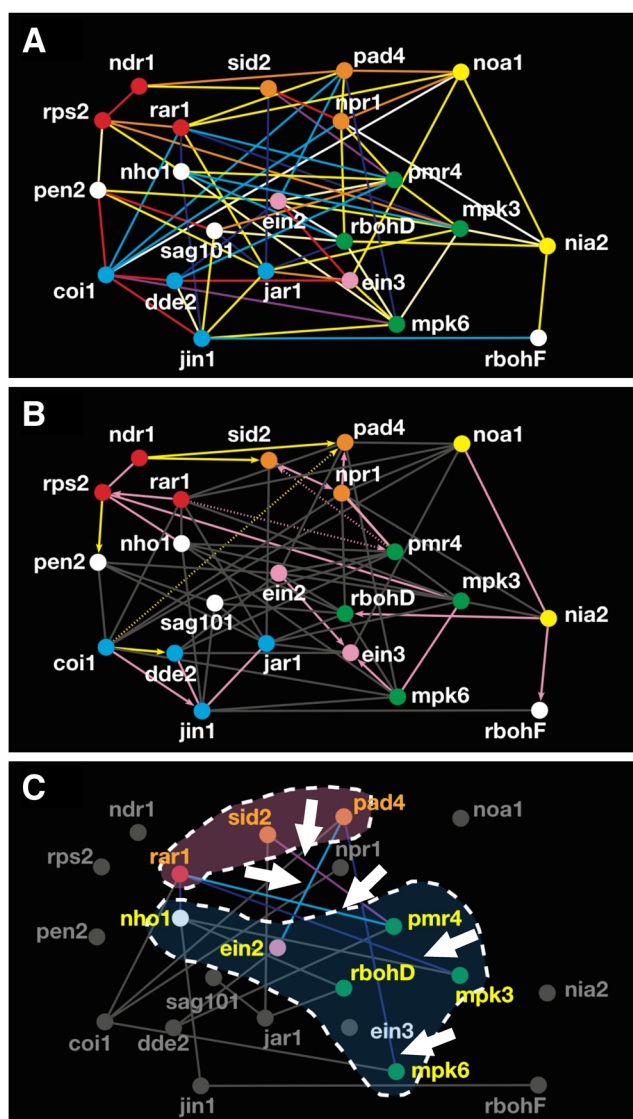 A
ndr1
sid2
pad4
noa1
rps2
rar1
npr1
nho1
pmr4
pen2
ein2
mpk3
sag101
rbohD
nia2
coi1
dde2
jar1
ein3
mpk6
jin1
rbohF
B
ndr1
sid2
pad4
noa1
rps2
rar1
npr1
nho1
pmr4
pen2
ein2
mpk3
sag101
rbohD
nia2
coi1
dde2
jar1
ein3
mpk6
jin1
rbohF
C
ndr1
sid2
pad4
noa1
rps2
rar1
npr1
nho1
pmr4
pen2
ein2
rbohD
mpk3
sag101
nia2
coi1
dde2
jar1
ein3
mpk6
jin1
rbohF